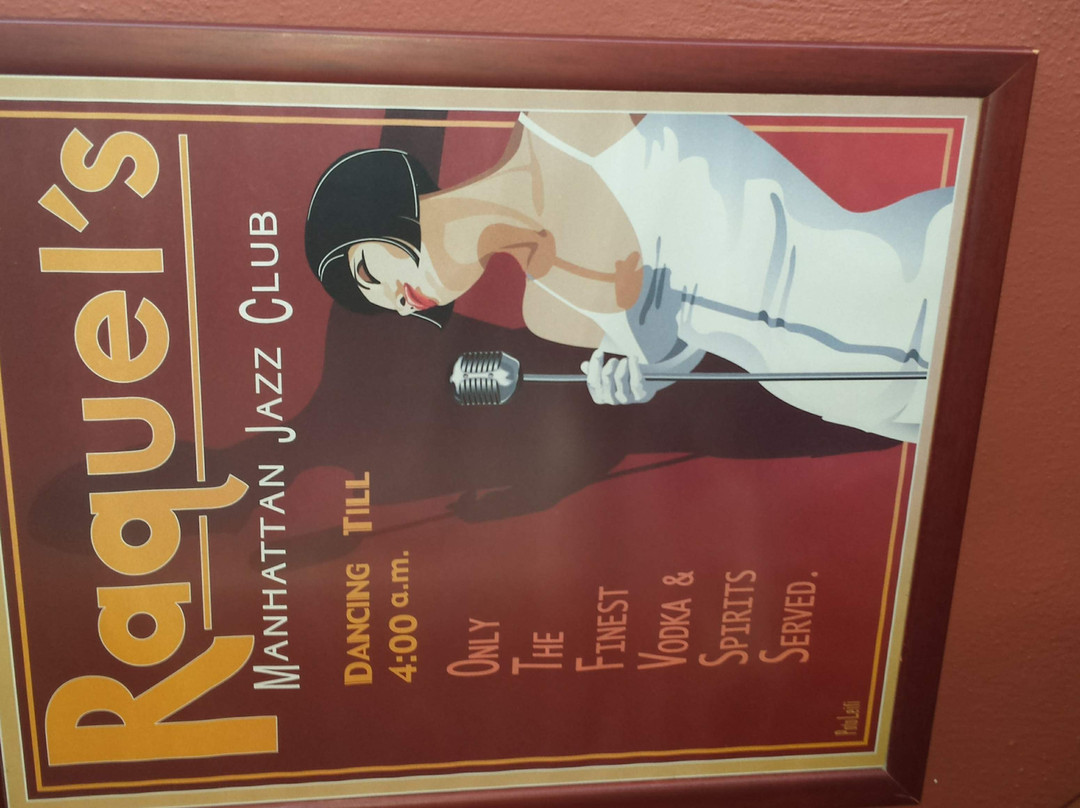 Raquel's
MANHATTAN JAZZ CLUB
DANCING TILL
4:00 a.m.
ONLY
THE
FINEST
VODKA &
SPIRITS
SERVED.